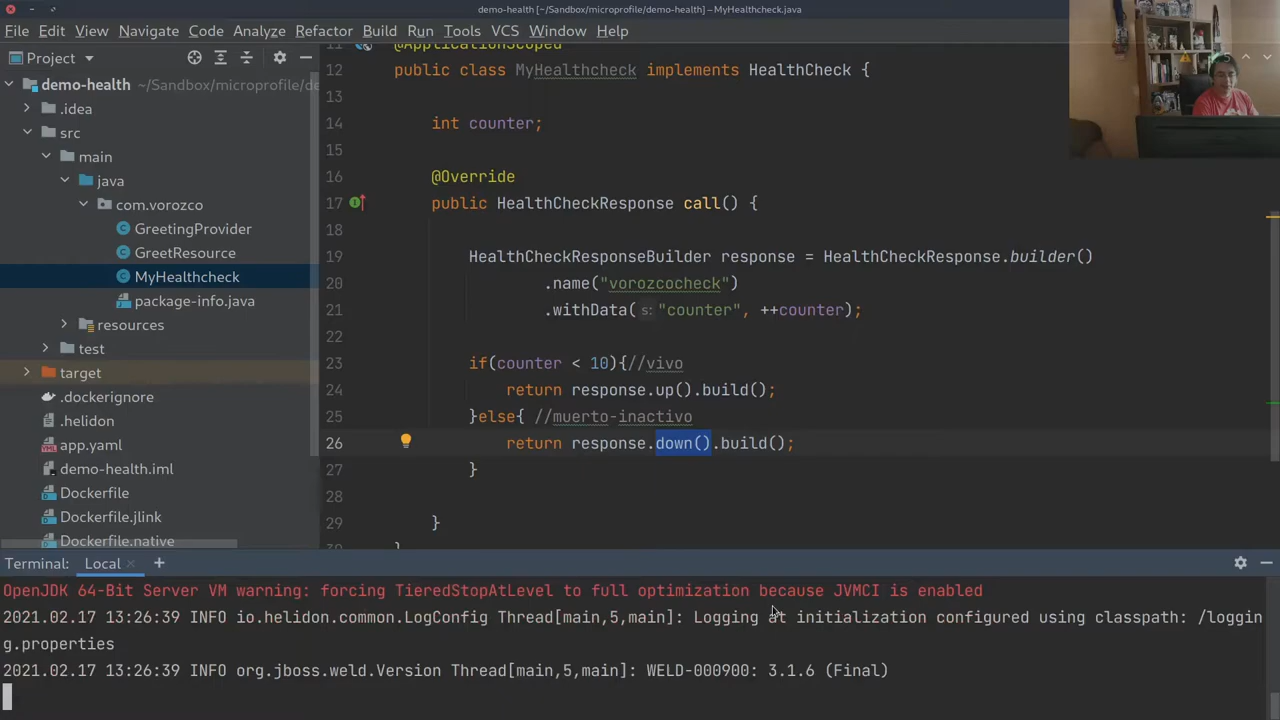 demo-health [~/Sandbox/microprofile/demo-health] – MyHealthcheck.java
File Edit View Navigate Code Analyze Refactor Build Run Tools VCS Window Help
Project
demo-health ~/Sandbox/microprofile/de
.idea
src
main
java
com.vorozco
GreetingProvider
GreetResource
MyHealthcheck
package-info.java
resources
test
target
.dockerignore
.helidon
app.yaml
demo-health.iml
Dockerfile
Dockerfile.jlink
Dockerfile.native
11 @ApplicationScoped
12 public class MyHealthcheck implements HealthCheck {
13
14 int counter;
15
16 @Override
17 public HealthCheckResponse call() {
18
19 HealthCheckResponseBuilder response = HealthCheckResponse.builder()
20 .name("vorozcocheck")
21 .withData( s: "counter", ++counter);
22
23 if(counter < 10){//vivo
24 return response.up().build();
25 }else{ //muerto-inactivo
26 return response.down().build();
27 }
28
29 }
30 }
Terminal: Local × +
OpenJDK 64-Bit Server VM warning: forcing TieredStopAtLevel to full optimization because JVMCI is enabled
2021.02.17 13:26:39 INFO io.helidon.common.LogConfig Thread[main,5,main]: Logging at initialization configured using classpath: /loggin
g.properties
2021.02.17 13:26:39 INFO org.jboss.weld.Version Thread[main,5,main]: WELD-000900: 3.1.6 (Final)